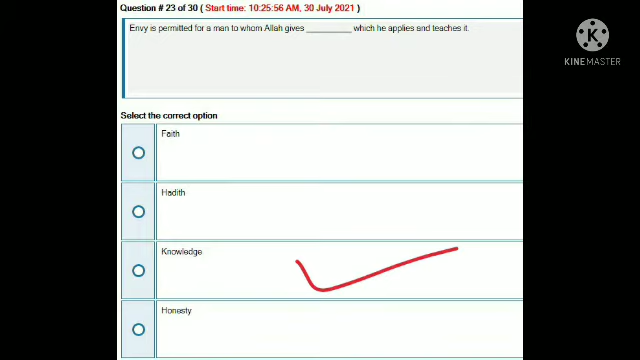 Question # 23 of 30 ( Start time: 10:25:56 AM, 30 July 2021 )
Envy is permitted for a man to whom Allah gives __________ which he applies and teaches it.
K
KINEMASTER
Select the correct option
Faith
Hadith
Knowledge
Honesty